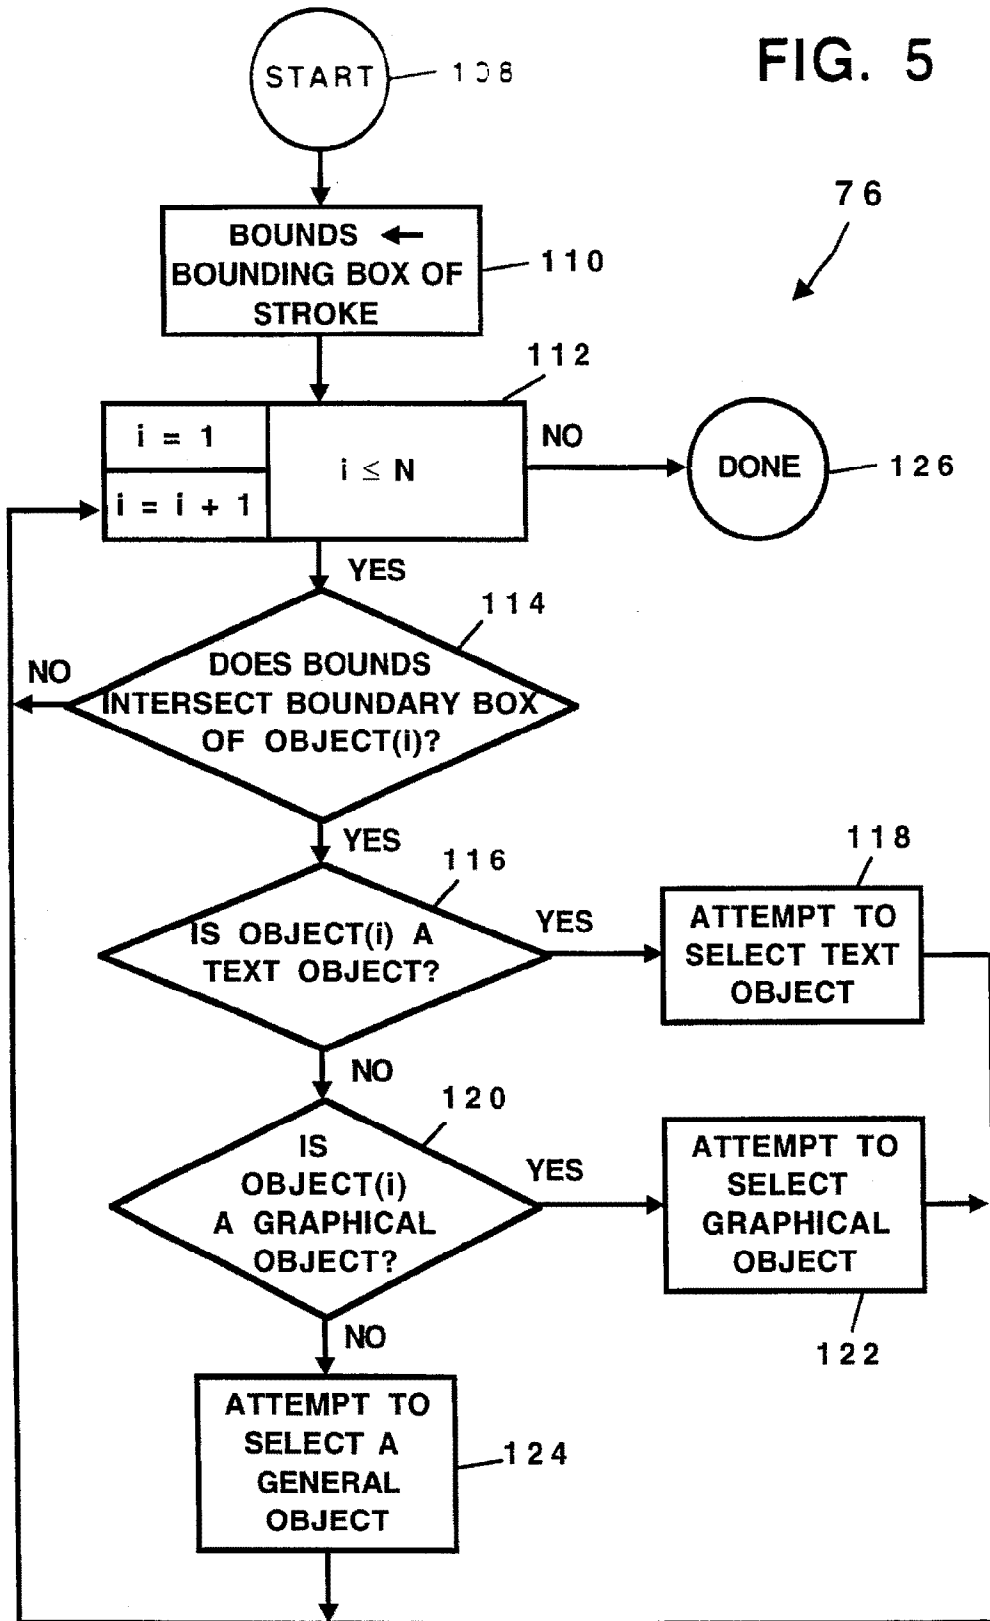 FIG. 5
START
108
76
BOUNDS ←
BOUNDING BOX OF
STROKE
110
112
i = 1
i = i + 1
i ≤ N
NO
DONE
126
YES
114
NO
DOES BOUNDS
INTERSECT BOUNDARY BOX
OF OBJECT(i)?
YES
116
IS OBJECT(i) A
TEXT OBJECT?
YES
118
ATTEMPT TO
SELECT TEXT
OBJECT
NO
120
IS
OBJECT(i)
A GRAPHICAL
OBJECT?
YES
ATTEMPT TO
SELECT
GRAPHICAL
OBJECT
122
NO
ATTEMPT TO
SELECT A
GENERAL
OBJECT
124